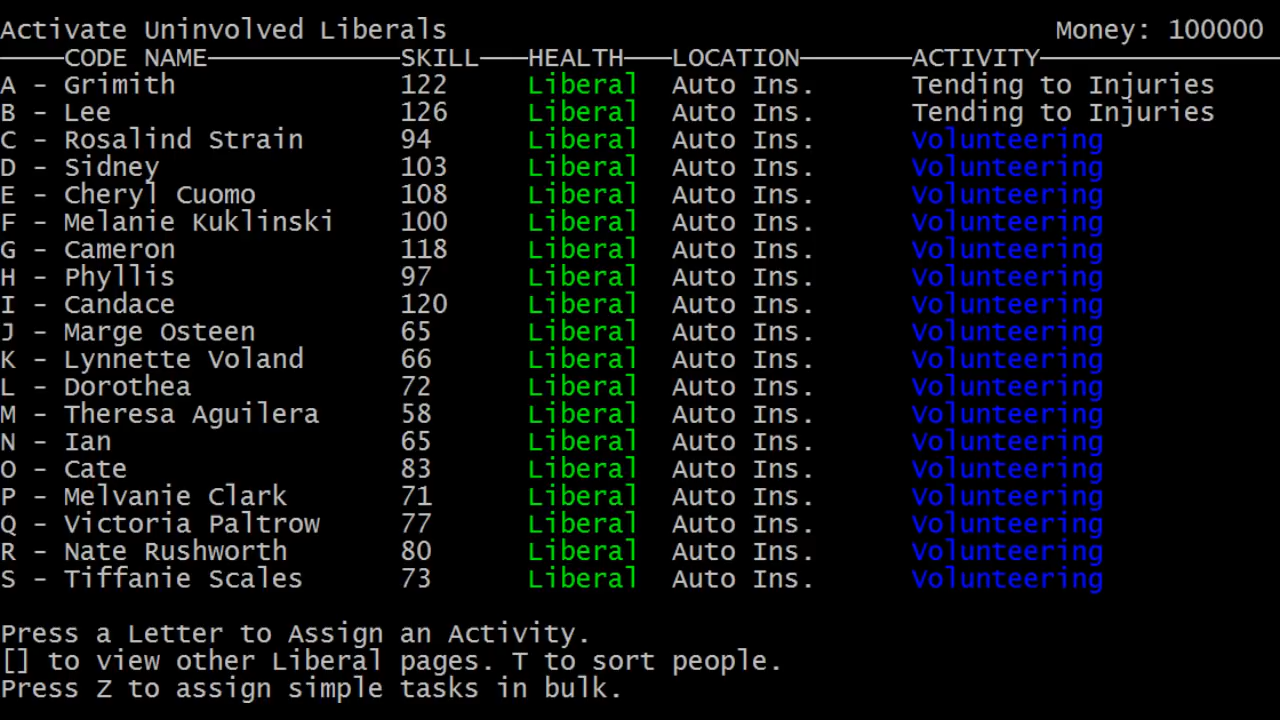 Activate Uninvolved Liberals Money: 100000
CODE NAME SKILL HEALTH LOCATION ACTIVITY
A - Grimith 122 Liberal Auto Ins. Tending to Injuries
B - Lee 126 Liberal Auto Ins. Tending to Injuries
C - Rosalind Strain 94 Liberal Auto Ins. Volunteering
D - Sidney 103 Liberal Auto Ins. Volunteering
E - Cheryl Cuomo 108 Liberal Auto Ins. Volunteering
F - Melanie Kuklinski 100 Liberal Auto Ins. Volunteering
G - Cameron 118 Liberal Auto Ins. Volunteering
H - Phyllis 97 Liberal Auto Ins. Volunteering
I - Candace 120 Liberal Auto Ins. Volunteering
J - Marge Osteen 65 Liberal Auto Ins. Volunteering
K - Lynnette Voland 66 Liberal Auto Ins. Volunteering
L - Dorothea 72 Liberal Auto Ins. Volunteering
M - Theresa Aguilera 58 Liberal Auto Ins. Volunteering
N - Ian 65 Liberal Auto Ins. Volunteering
O - Cate 83 Liberal Auto Ins. Volunteering
P - Melvanie Clark 71 Liberal Auto Ins. Volunteering
Q - Victoria Paltrow 77 Liberal Auto Ins. Volunteering
R - Nate Rushworth 80 Liberal Auto Ins. Volunteering
S - Tiffanie Scales 73 Liberal Auto Ins. Volunteering
Press a Letter to Assign an Activity.
[] to view other Liberal pages. T to sort people.
Press Z to assign simple tasks in bulk.